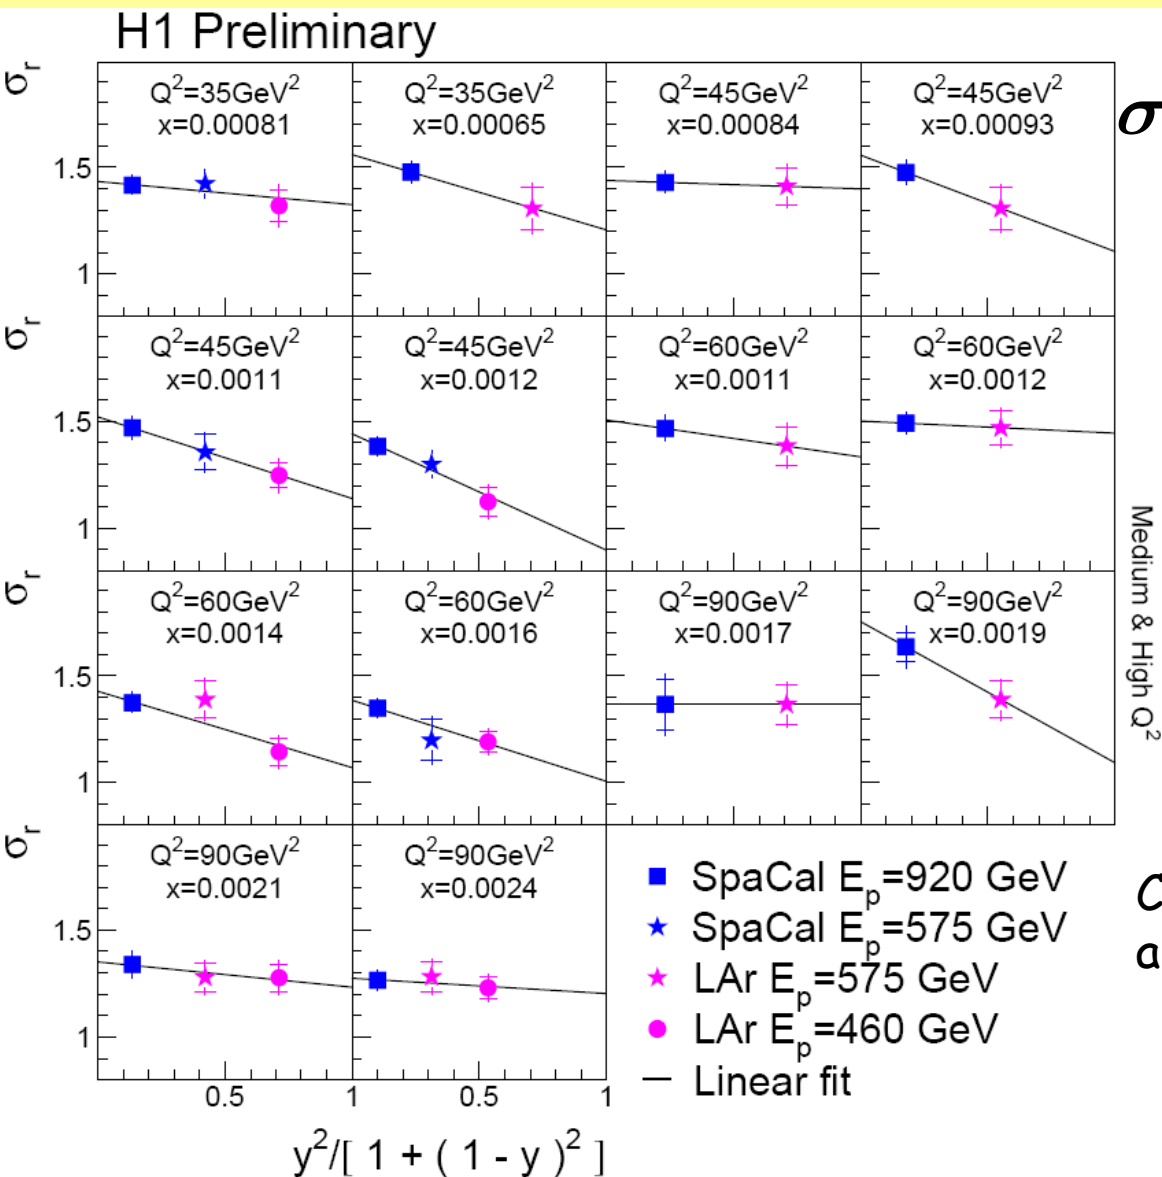 H1 Preliminary
σr
Q²=35GeV²
x=0.00081
Q²=35GeV²
x=0.00065
Q²=45GeV²
x=0.00084
Q²=45GeV²
x=0.00093
σ
1.5
1
σr
Q²=45GeV²
x=0.0011
Q²=45GeV²
x=0.0012
Q²=60GeV²
x=0.0011
Q²=60GeV²
x=0.0012
1.5
1
Medium & High Q²
σr
Q²=60GeV²
x=0.0014
Q²=60GeV²
x=0.0016
Q²=90GeV²
x=0.0017
Q²=90GeV²
x=0.0019
1.5
1
σr
Q²=90GeV²
x=0.0021
Q²=90GeV²
x=0.0024
1.5
1
0.5
1
0.5
1
y²/[ 1 + ( 1 - y )² ]
SpaCal Ep=920 GeV
SpaCal Ep=575 GeV
LAr Ep=575 GeV
LAr Ep=460 GeV
Linear fit
C
a